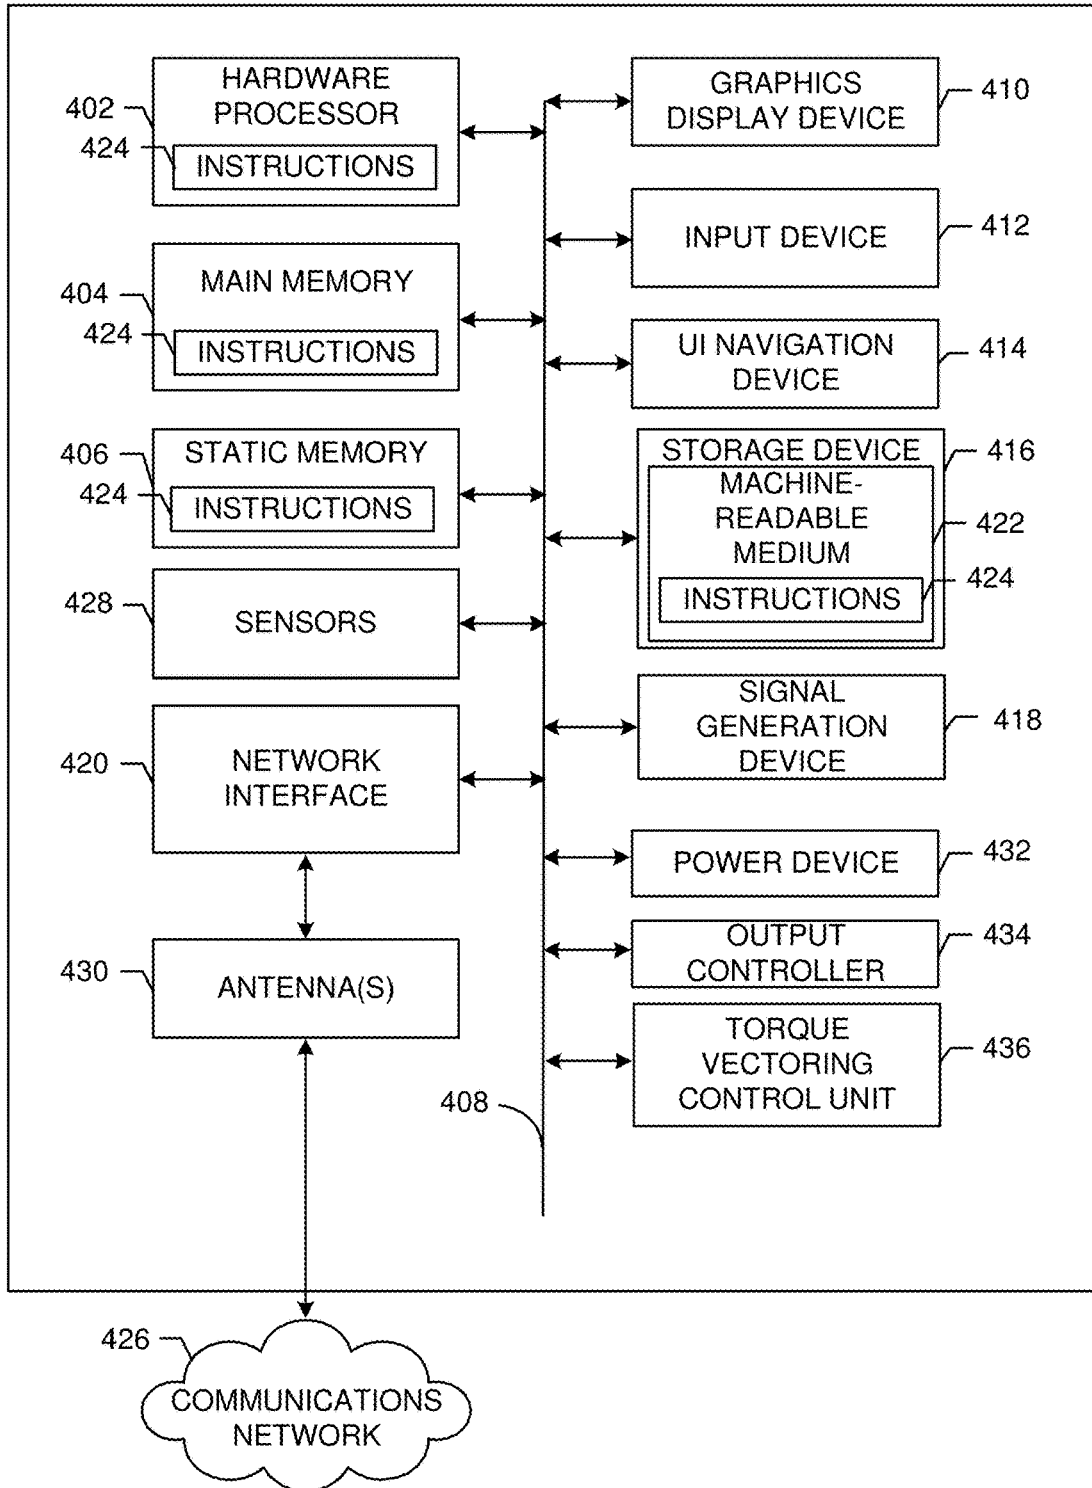 HARDWARE
PROCESSOR
402
424
INSTRUCTIONS
MAIN MEMORY
404
424
INSTRUCTIONS
STATIC MEMORY
406
424
INSTRUCTIONS
428
SENSORS
420
NETWORK
INTERFACE
430
ANTENNA(S)
408
GRAPHICS
DISPLAY DEVICE
410
INPUT DEVICE
412
UI NAVIGATION
DEVICE
414
STORAGE DEVICE
416
MACHINE-
READABLE
MEDIUM
422
424
INSTRUCTIONS
SIGNAL
GENERATION
DEVICE
418
POWER DEVICE
432
OUTPUT
CONTROLLER
434
TORQUE
VECTORING
CONTROL UNIT
436
426
COMMUNICATIONS
NETWORK